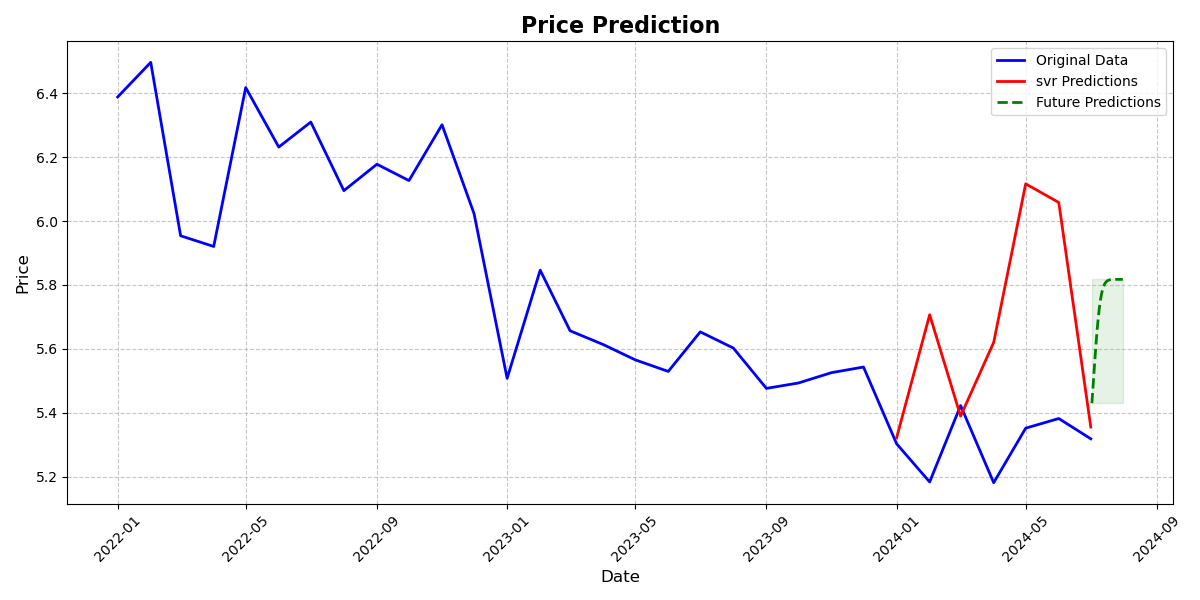 Price Prediction
Original Data
svr Predictions
Future Predictions
Price
6.4
6.2
6.0
5.8
5.6
5.4
5.2
2022-01
2022-05
2022-09
2023-01
2023-05
2023-09
2024-01
2024-05
2024-09
Date